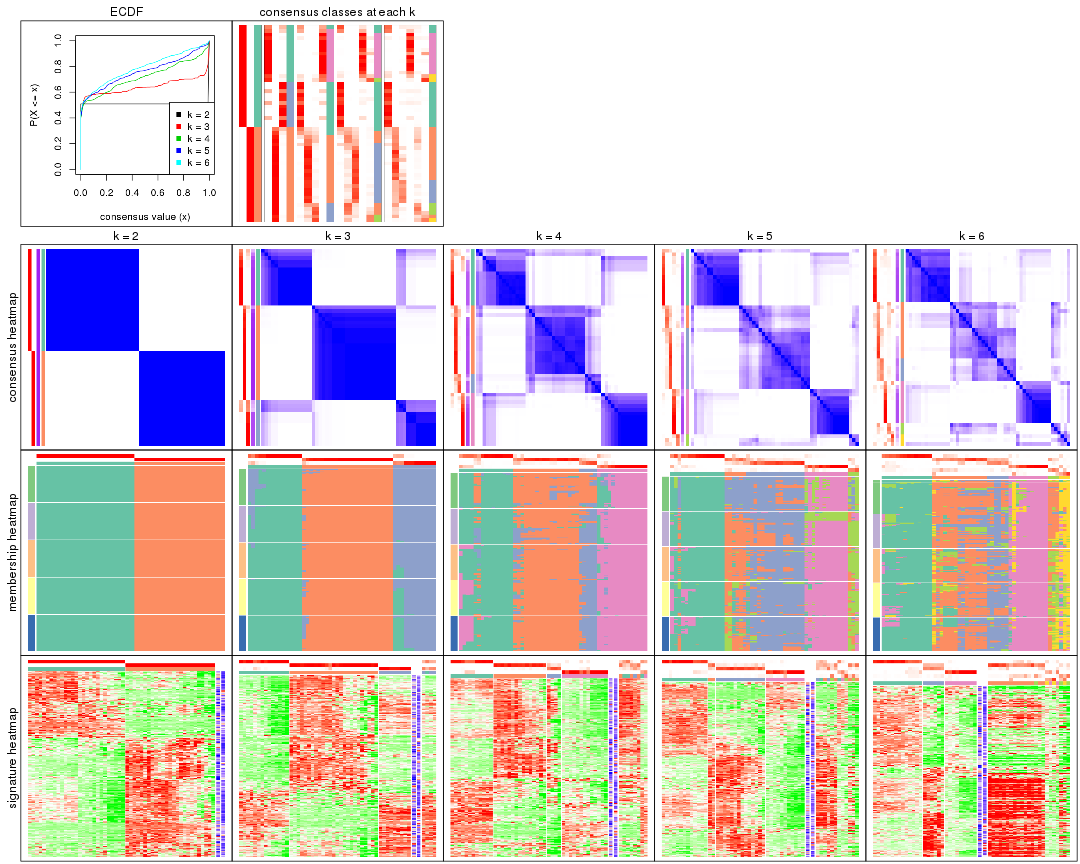 ECDF
consensus classes at each k
P(X <= x)
0.0 0.2 0.4 0.6 0.8 1.0
k = 2
k = 3
k = 4
k = 5
k = 6
0.0 0.2 0.4 0.6 0.8 1.0
consensus value (x)
k = 2 k = 3 k = 4 k = 5 k = 6
consensus heatmap
membership heatmap
signature heatmap